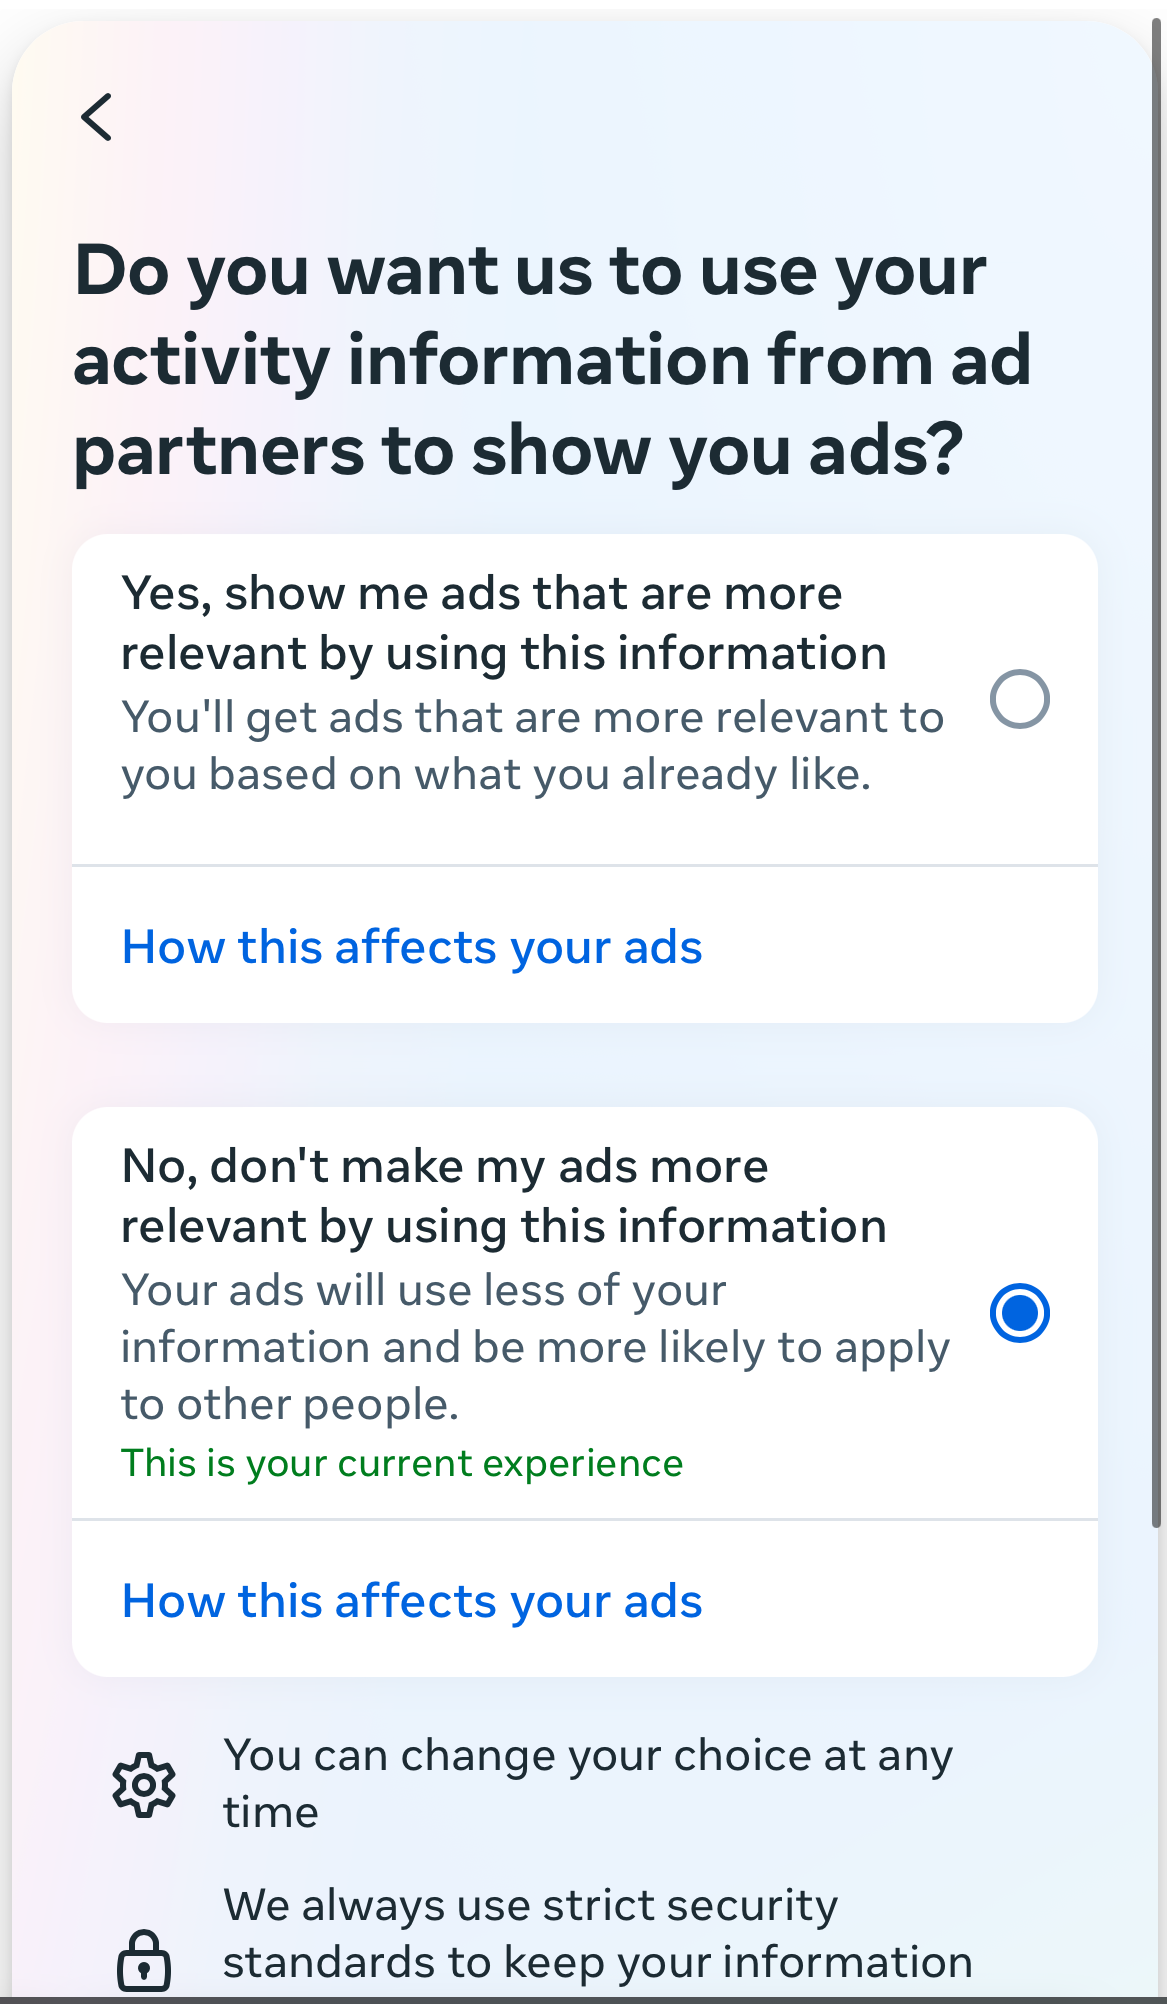 Do you want us to use your
activity information from ad
partners to show you ads?
Yes, show me ads that are more
relevant by using this information
You'll get ads that are more relevant to
you based on what you already like.
How this affects your ads
No, don't make my ads more
relevant by using this information
Your ads will use less of your
information and be more likely to apply
to other people.
This is your current experience
How this affects your ads
You can change your choice at any
time
We always use strict security
standards to keep your information